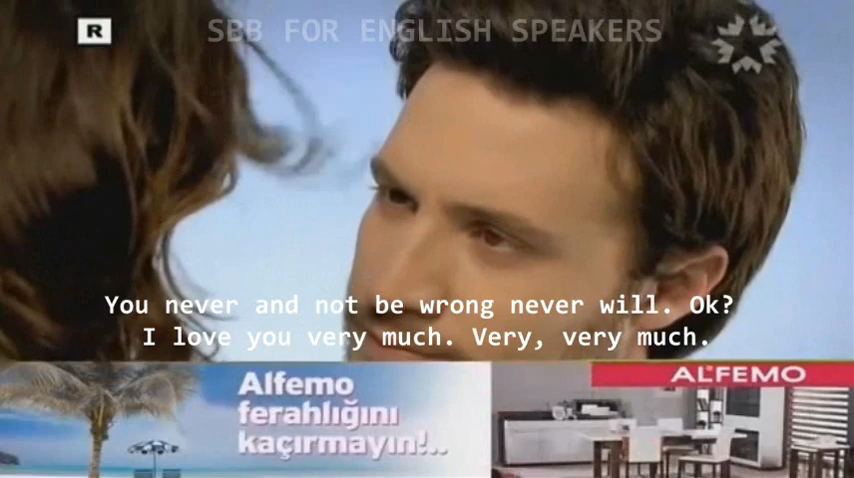 R
SBB FOR ENGLISH SPEAKERS
You never and not be wrong never will. Ok?
I love you very much. Very, very much.
ALFEMO
Alfemo
ferahlığını
kaçırmayın!..